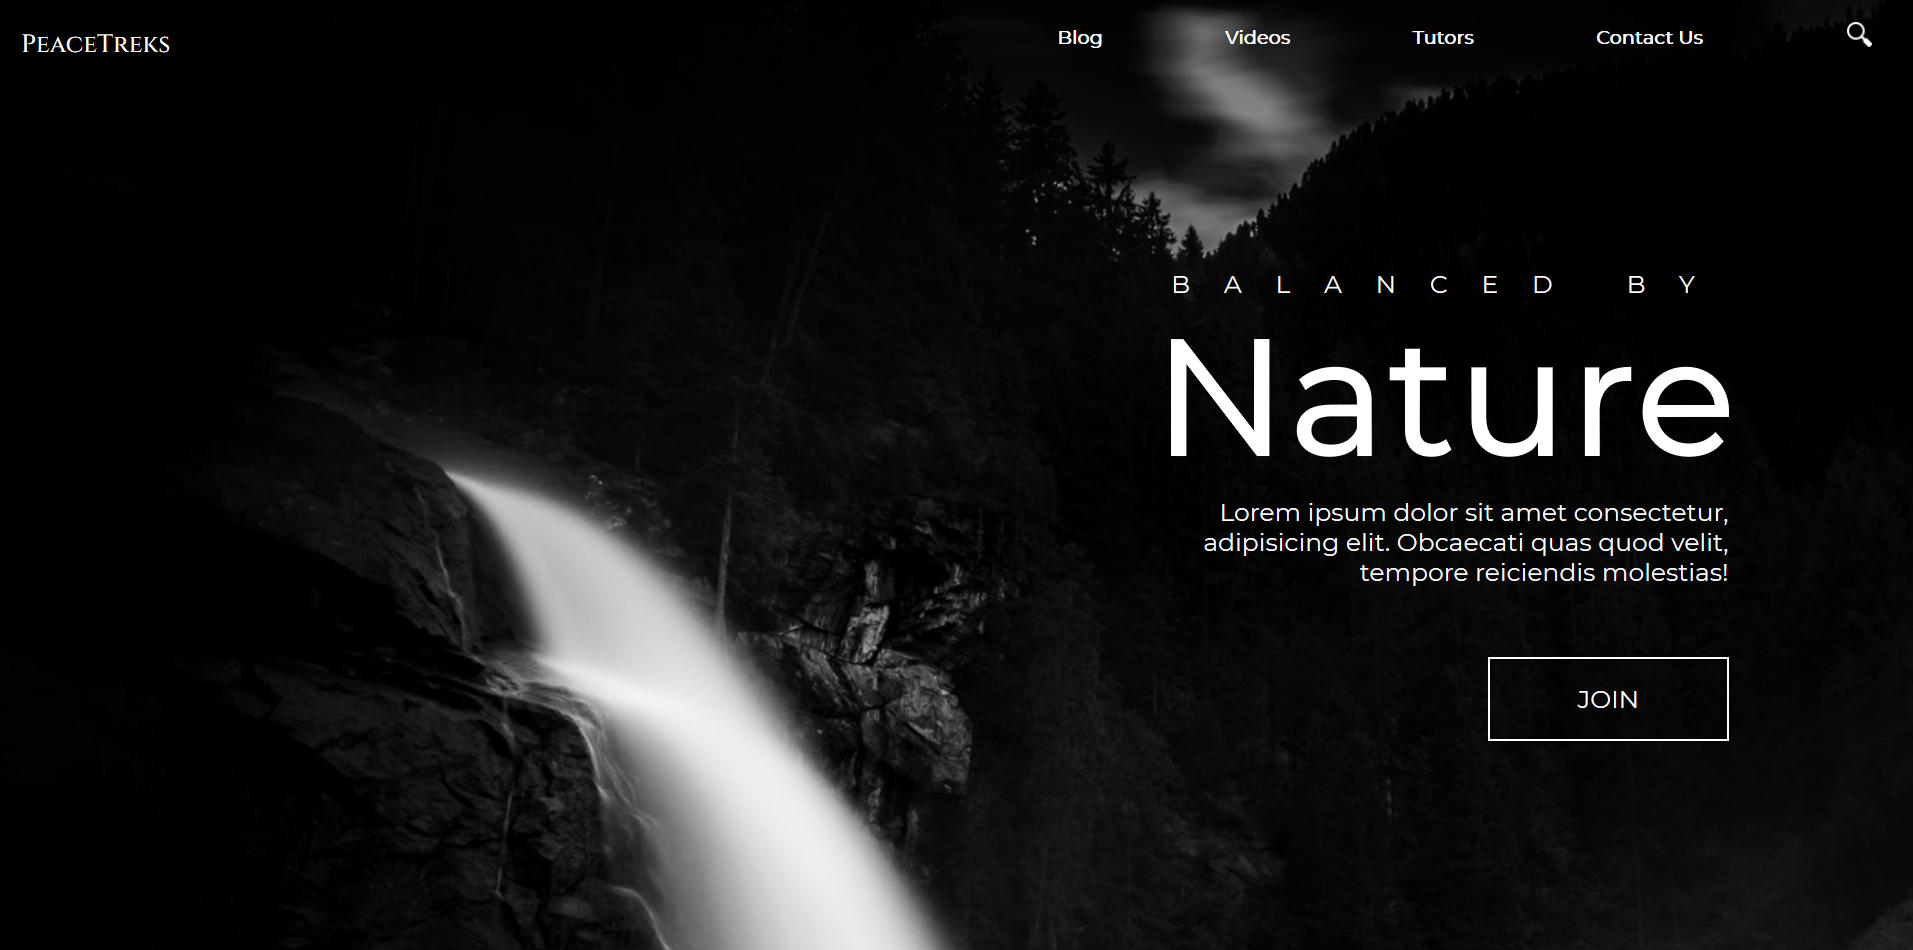 PeaceTreks
Blog Videos Tutors Contact Us
BALANCED BY
Nature
Lorem ipsum dolor sit amet consectetur,
adipisicing elit. Obcaecati quas quod velit,
tempore reiciendis molestias!
JOIN